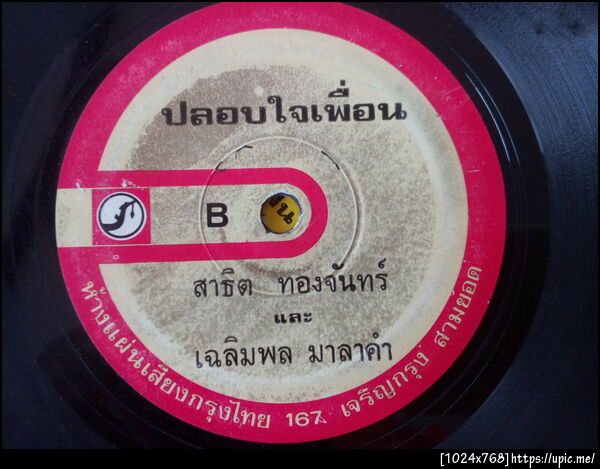 ปลอบใจเพื่อน
B
สาธิต ทองจันทร์
และ
เฉลิมพล มาลาคำ
ห้างแผ่นเสียงกรุงไทย 167 เจริญกรุง สามยอด
[1024x768]https://upic.me/